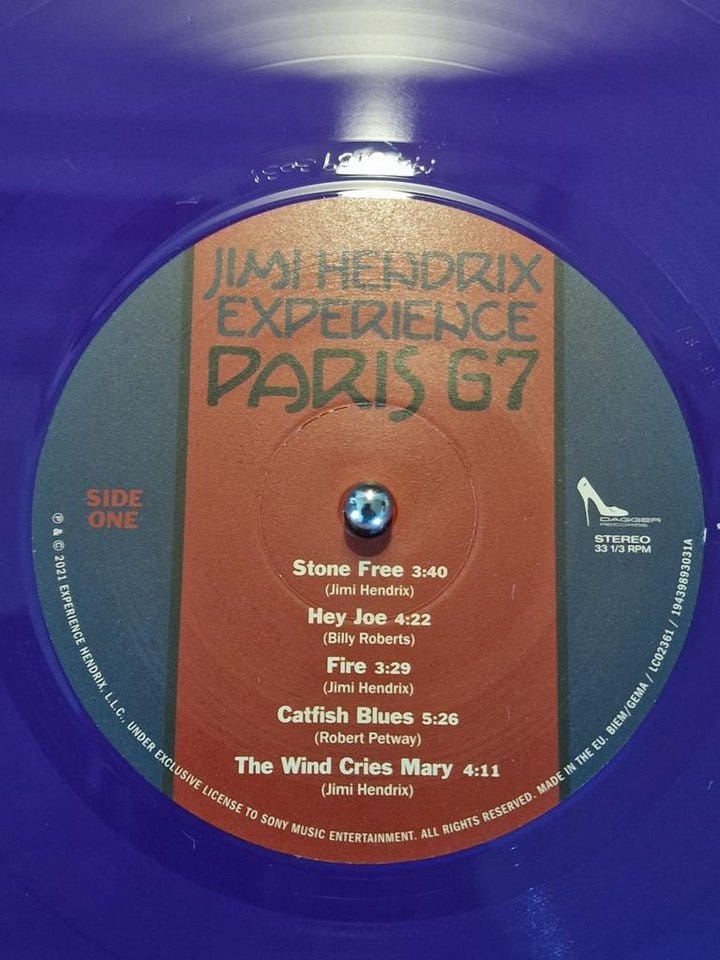 JIMI HENDRIX
EXPERIENCE
PARIS 67
SIDE
ONE
DAGGER
RECORDS
STEREO
33 1/3 RPM
Stone Free 3:40
(Jimi Hendrix)
Hey Joe 4:22
(Billy Roberts)
Fire 3:29
(Jimi Hendrix)
Catfish Blues 5:26
(Robert Petway)
The Wind Cries Mary 4:11
(Jimi Hendrix)
℗ & © 2021 EXPERIENCE HENDRIX, L.L.C., UNDER EXCLUSIVE LICENSE TO SONY MUSIC ENTERTAINMENT. ALL RIGHTS RESERVED. MADE IN THE EU. BIEM/GEMA / LC02361 / 19439893031A